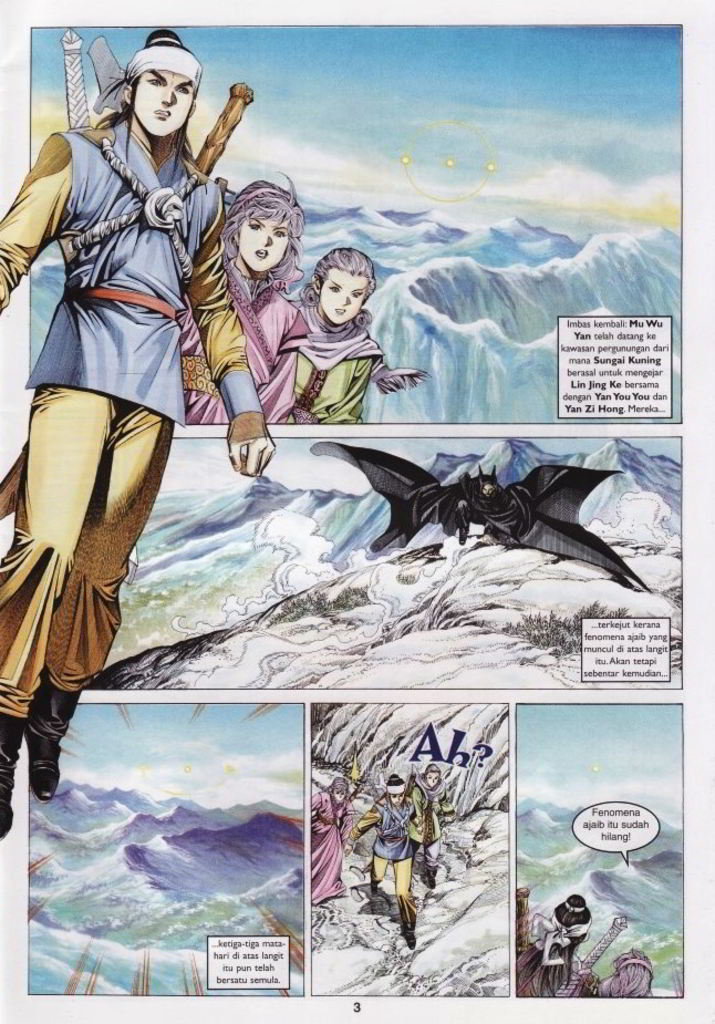 Imbas kembali: Mu Wu
Yan telah datang ke
kawasan pergunungan dari
mana Sungai Kuning
berasal untuk mengejar
Lin Jing Ke bersama
dengan Yan You You dan
Yan Zi Hong. Mereka...
...terkejut kerana
fenomena ajaib yang
muncul di atas langit
itu. Akan tetapi
sebentar kemudian...
...ketiga-tiga mata-
hari di atas langit
itu pun telah
bersatu semula.
Ah?
Fenomena
ajaib itu sudah
hilang!
3